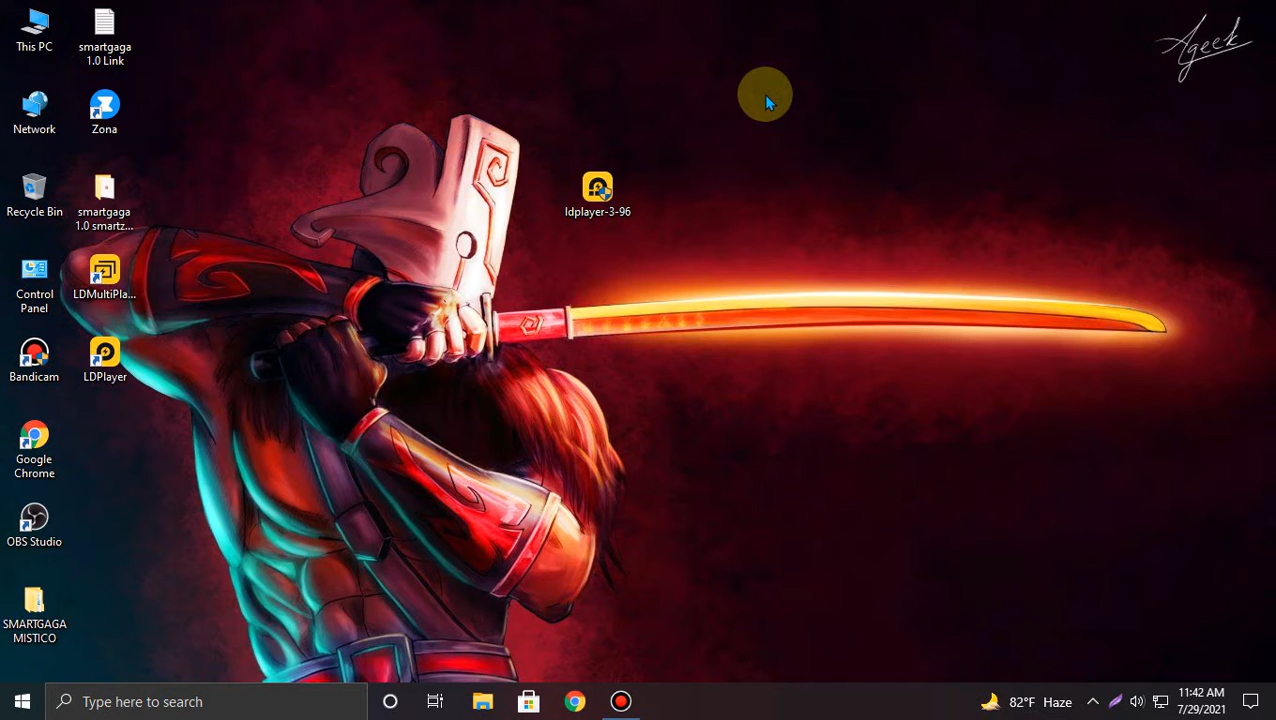 This PC
smartgaga
1.0 Link
Ageek
Network
Zona
Recycle Bin
smartgaga
1.0 smartz...
ldplayer-3-96
Control
Panel
LDMultiPla...
Bandicam
LDPlayer
Google
Chrome
OBS Studio
SMARTGAGA
MISTICO
Type here to search
82°F Haze
11:42 AM
7/29/2021